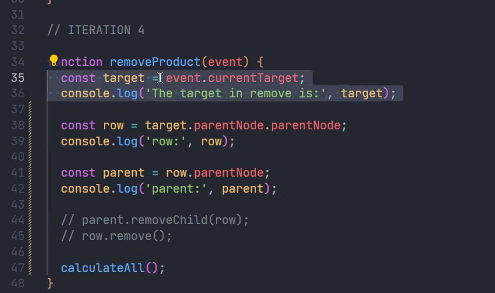 31
32 // ITERATION 4
33
34 nction removeProduct(event) {
35 const target = event.currentTarget;
36 console.log('The target in remove is:', target);
37
38 const row = target.parentNode.parentNode;
39 console.log('row:', row);
40
41 const parent = row.parentNode;
42 console.log('parent:', parent);
43
44 // parent.removeChild(row);
45 // row.remove();
46
47 calculateAll();
48 }